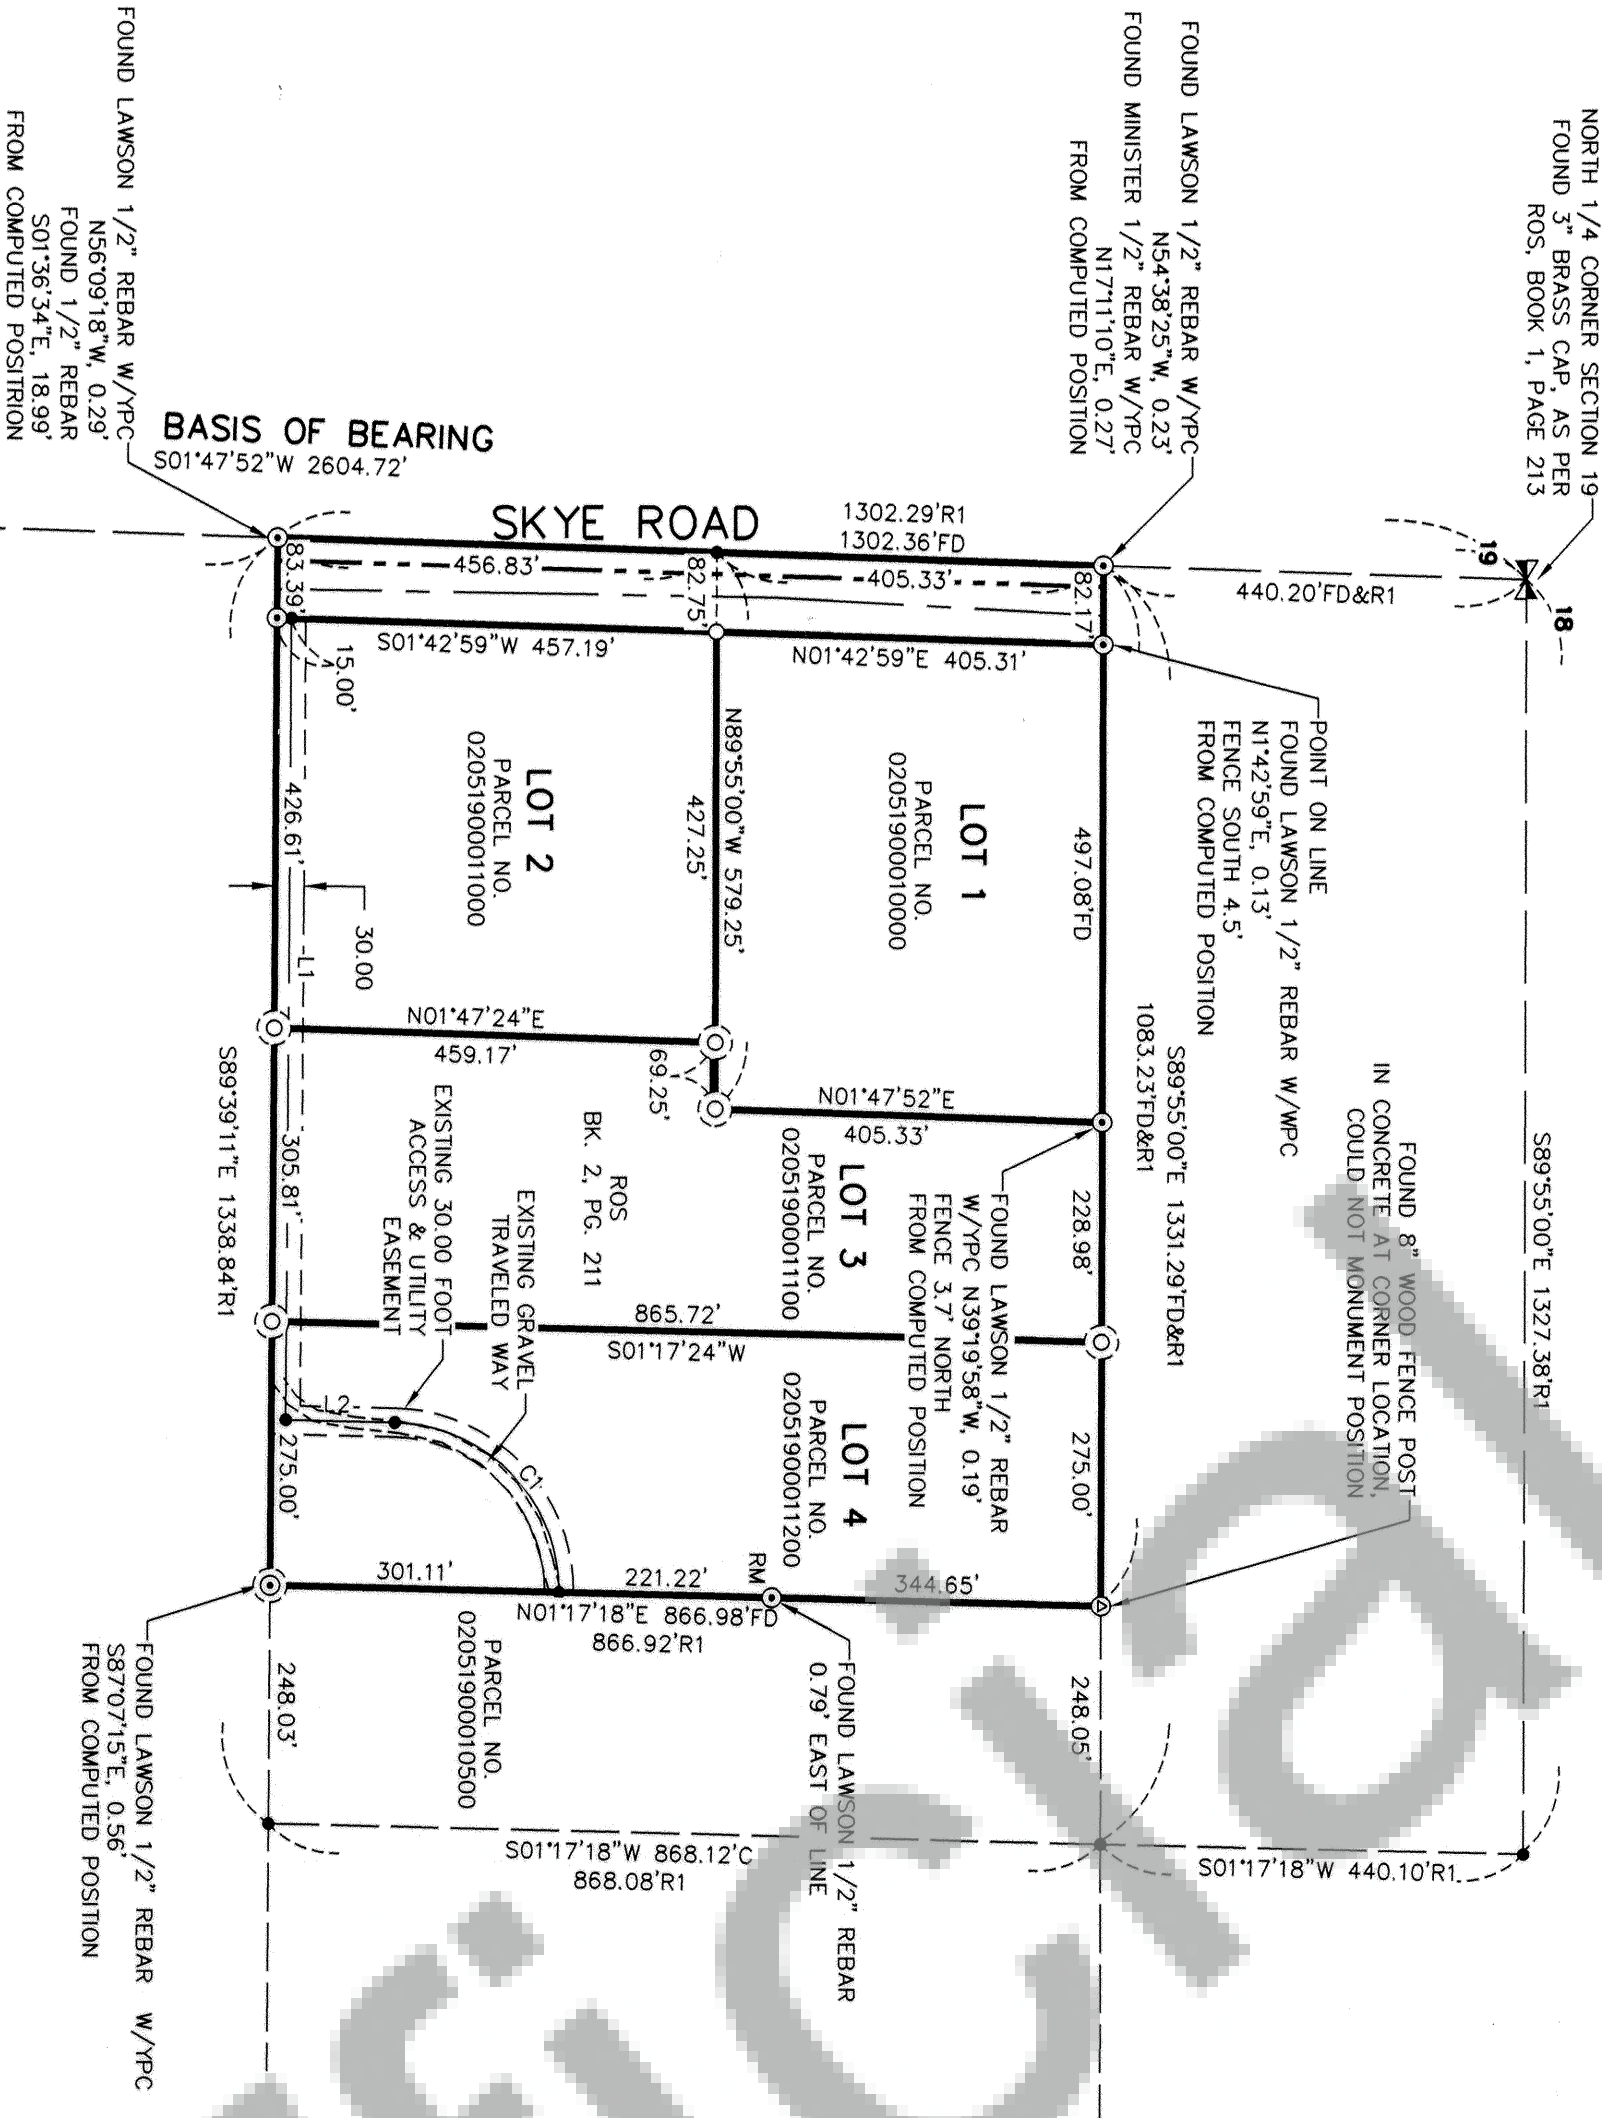 NORTH 1/4 CORNER SECTION 19
FOUND 3" BRASS CAP, AS PER
ROS, BOOK 1, PAGE 213
19
18
440.20'FD&R1
S89°55'00"E 1327.38'R1
S01°17'18"W 440.10'R1
FOUND LAWSON 1/2" REBAR W/YPC
N54°38'25"W, 0.23'
FOUND MINISTER 1/2" REBAR W/YPC
N17°11'10"E, 0.27'
FROM COMPUTED POSITION
POINT ON LINE
FOUND LAWSON 1/2" REBAR W/WPC
N1°42'59"E, 0.13'
FENCE SOUTH 4.5'
FROM COMPUTED POSITION
FOUND 8" WOOD FENCE POST
IN CONCRETE AT CORNER LOCATION,
COULD NOT MONUMENT POSITION
S89°55'00"E 1331.29'FD&R1
1083.23'FD&R1
82.17'
497.08'FD
228.98'
275.00'
248.05'
1302.29'R1
1302.36'FD
SKYE ROAD
405.33'
456.83'
82.75'
83.39'
N01°42'59"E 405.31'
S01°42'59"W 457.19'
BASIS OF BEARING
S01°47'52"W 2604.72'
LOT 1
PARCEL NO.
0205190010000
N89°55'00"W 579.25'
427.25'
69.25'
LOT 2
PARCEL NO.
0205190011000
N01°47'24"E
459.17'
N01°47'52"E
405.33'
FOUND LAWSON 1/2" REBAR
W/YPC N39°19'58"W, 0.19'
FENCE 3.7' NORTH
FROM COMPUTED POSITION
LOT 3
PARCEL NO.
0205190011100
ROS
BK. 2, PG. 211
865.72'
S01°17'24"W
LOT 4
PARCEL NO.
0205190011200
EXISTING GRAVEL
TRAVELED WAY
EXISTING 30.00 FOOT
ACCESS & UTILITY
EASEMENT
C1
L2
L1
15.00'
30.00
426.61'
305.81'
275.00'
248.03'
S89°39'11"E 1338.84'R1
344.65'
RM
221.22'
301.11'
N01°17'18"E 866.98'FD
866.92'R1
FOUND LAWSON 1/2" REBAR
0.79' EAST OF LINE
PARCEL NO.
0205190010500
S01°17'18"W 868.12'C
868.08'R1
FOUND LAWSON 1/2" REBAR W/YPC
N56°09'18"W, 0.29'
FOUND 1/2" REBAR
S01°36'34"E, 18.99'
FROM COMPUTED POSITRION
FOUND LAWSON 1/2" REBAR W/YPC
S87°07'15"E, 0.56'
FROM COMPUTED POSITION